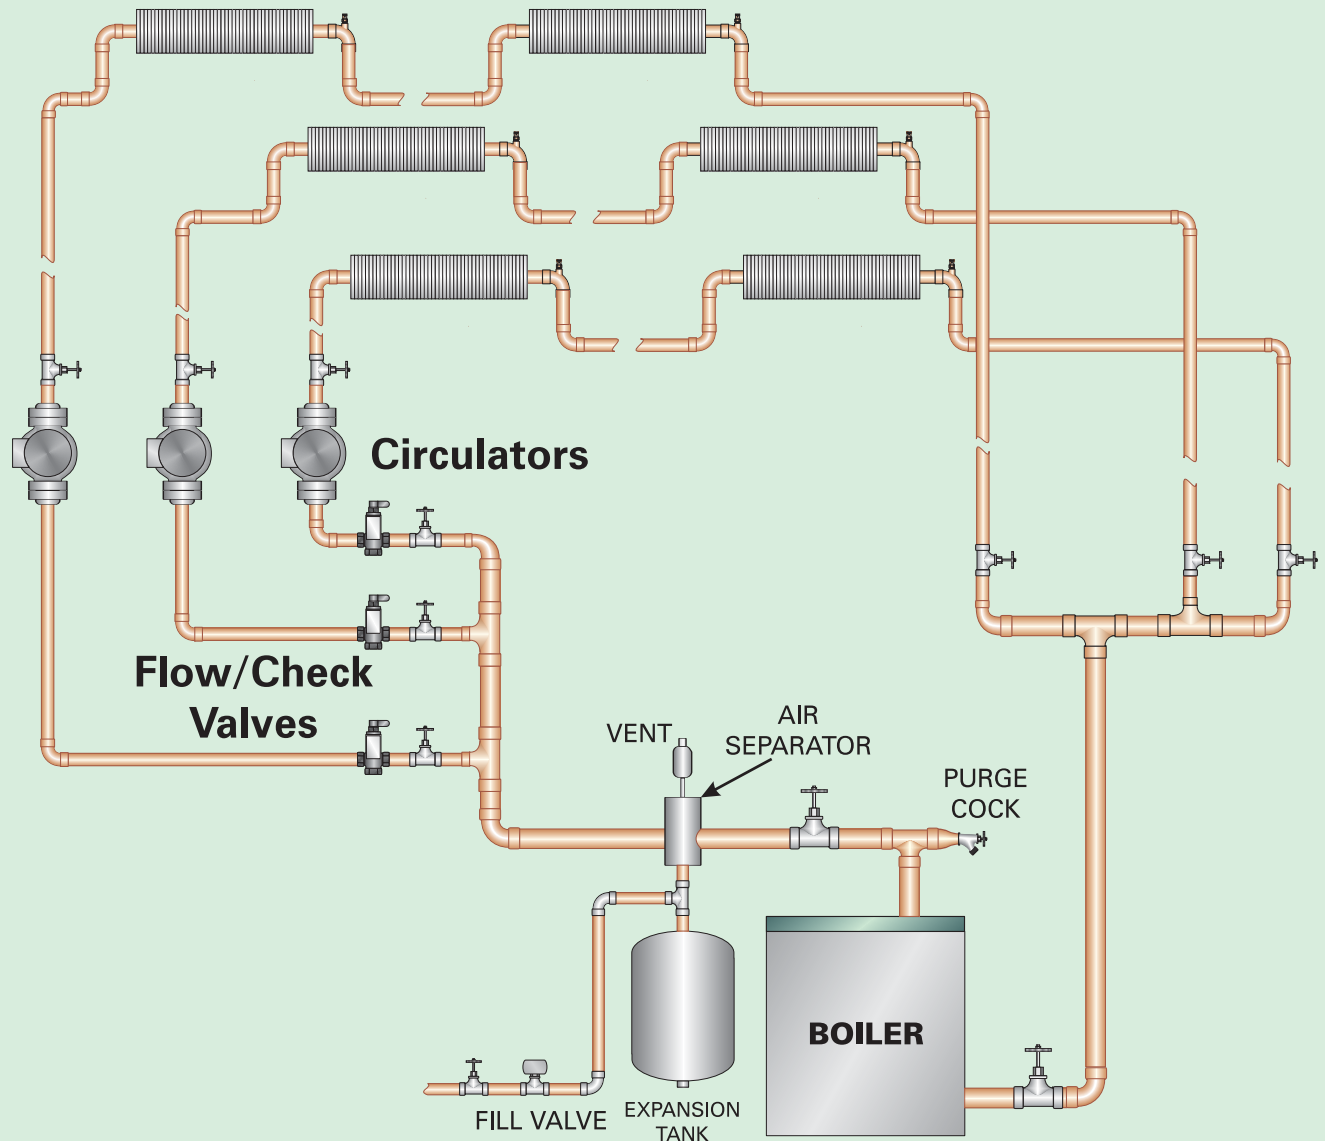 Circulators
Flow/Check
Valves
VENT
AIR
SEPARATOR
PURGE
COCK
BOILER
FILL VALVE
EXPANSION
TANK